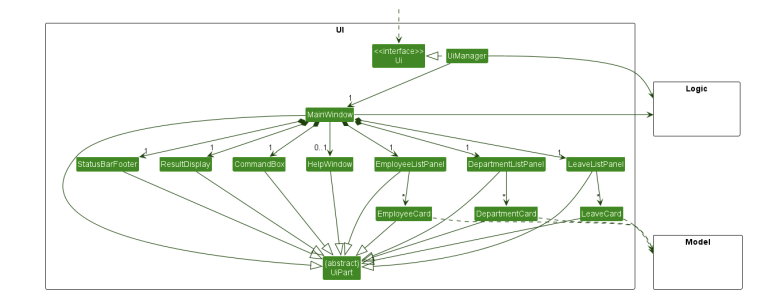 UI
<<interface>>
Ui
UiManager
Logic
1
MainWindow
1
1
1
0..1
1
1
1
StatusBarFooter
ResultDisplay
CommandBox
HelpWindow
EmployeeListPanel
DepartmentListPanel
LeaveListPanel
*
*
*
EmployeeCard
DepartmentCard
LeaveCard
Model
{abstract}
UiPart